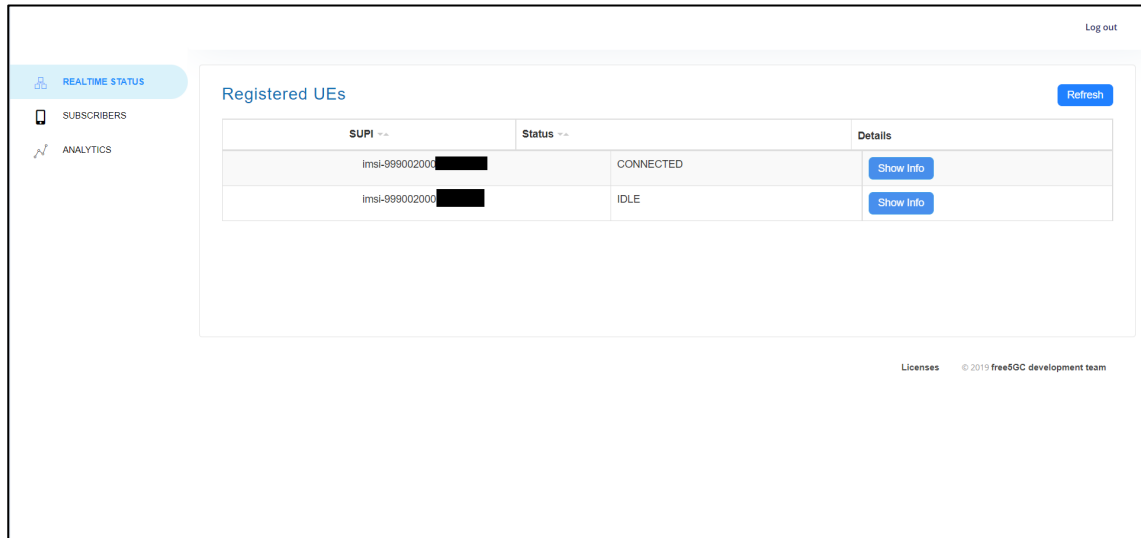 Log out
REALTIME STATUS
SUBSCRIBERS
ANALYTICS
Registered UEs
Refresh
SUPI Status Details
imsi-999002000 CONNECTED Show Info
imsi-999002000 IDLE Show Info
Licenses © 2019 free5GC development team